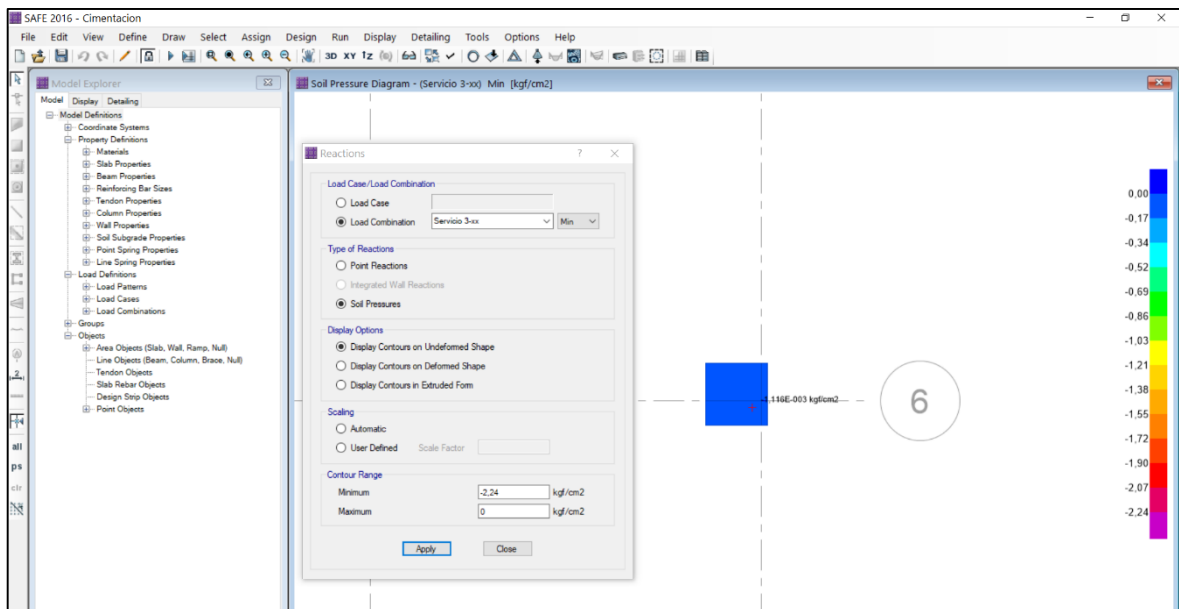 SAFE 2016 - Cimentacion
File Edit View Define Draw Select Assign Design Run Display Detailing Tools Options Help
3D XY
Model Explorer
Model Display Detailing
Model Definitions
Coordinate Systems
Property Definitions
Materials
Slab Properties
Beam Properties
Reinforcing Bar Sizes
Tendon Properties
Column Properties
Wall Properties
Soil Subgrade Properties
Point Spring Properties
Line Spring Properties
Load Definitions
Load Patterns
Load Cases
Load Combinations
Groups
Objects
Area Objects (Slab, Wall, Ramp, Null)
Line Objects (Beam, Column, Brace, Null)
Tendon Objects
Slab Rebar Objects
Design Strip Objects
Point Objects
all
ps
clr
Soil Pressure Diagram - (Servicio 3-xx) Min [kgf/cm2]
Reactions
Load Case/Load Combination
Load Case
Load Combination Servicio 3-xx Min
Type of Reactions
Point Reactions
Integrated Wall Reactions
Soil Pressures
Display Options
Display Contours on Undeformed Shape
Display Contours on Deformed Shape
Display Contours in Extruded Form
Scaling
Automatic
User Defined Scale Factor
Contour Range
Minimum -2,24 kgf/cm2
Maximum 0 kgf/cm2
Apply Close
,116E-003 kgf/cm2
6
0,00
-0,17
-0,34
-0,52
-0,69
-0,86
-1,03
-1,21
-1,38
-1,55
-1,72
-1,90
-2,07
-2,24